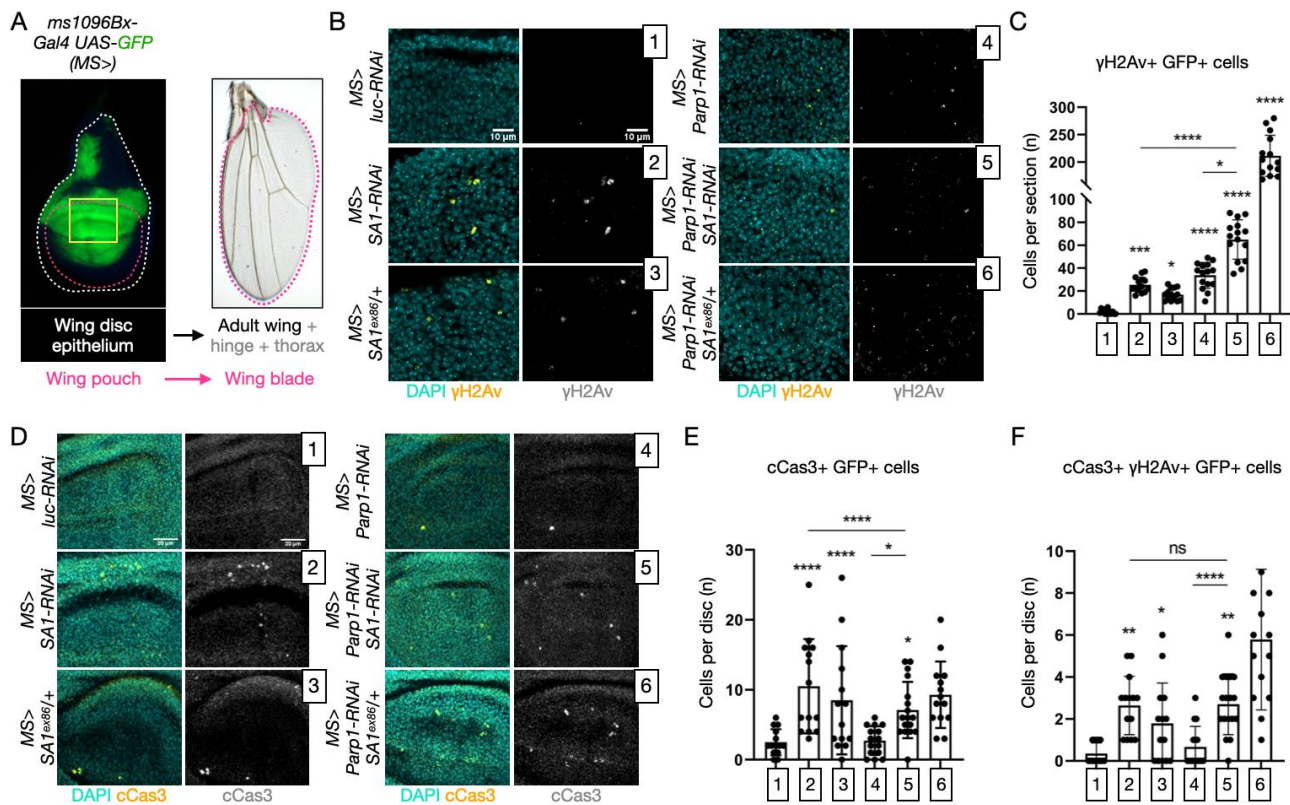 A
ms1096Bx-
Gal4 UAS-GFP
(MS>)
Wing disc
epithelium
Adult wing +
hinge + thorax
Wing pouch
Wing blade
B
MS>
luc-RNAi
10 µm
10 µm
1
MS>
SA1-RNAi
2
MS>
SA1ex86/+
3
DAPI γH2Av
γH2Av
MS>
Parp1-RNAi
4
MS>
Parp1-RNAi
SA1-RNAi
5
MS>
Parp1-RNAi
SA1ex86/+
6
DAPI γH2Av
γH2Av
C
γH2Av+ GFP+ cells
Cells per section (n)
300
250
200
100
80
60
40
20
0
***
*
****
****
****
****
*
1 2 3 4 5 6
D
MS>
luc-RNAi
20 µm
20 µm
1
MS>
SA1-RNAi
2
MS>
SA1ex86/+
3
DAPI cCas3
cCas3
MS>
Parp1-RNAi
4
MS>
Parp1-RNAi
SA1-RNAi
5
MS>
Parp1-RNAi
SA1ex86/+
6
DAPI cCas3
cCas3
E
cCas3+ GFP+ cells
Cells per disc (n)
30
20
10
0
****
****
****
*
*
1 2 3 4 5 6
F
cCas3+ γH2Av+ GFP+ cells
Cells per disc (n)
10
8
6
4
2
0
ns
****
**
*
**
1 2 3 4 5 6